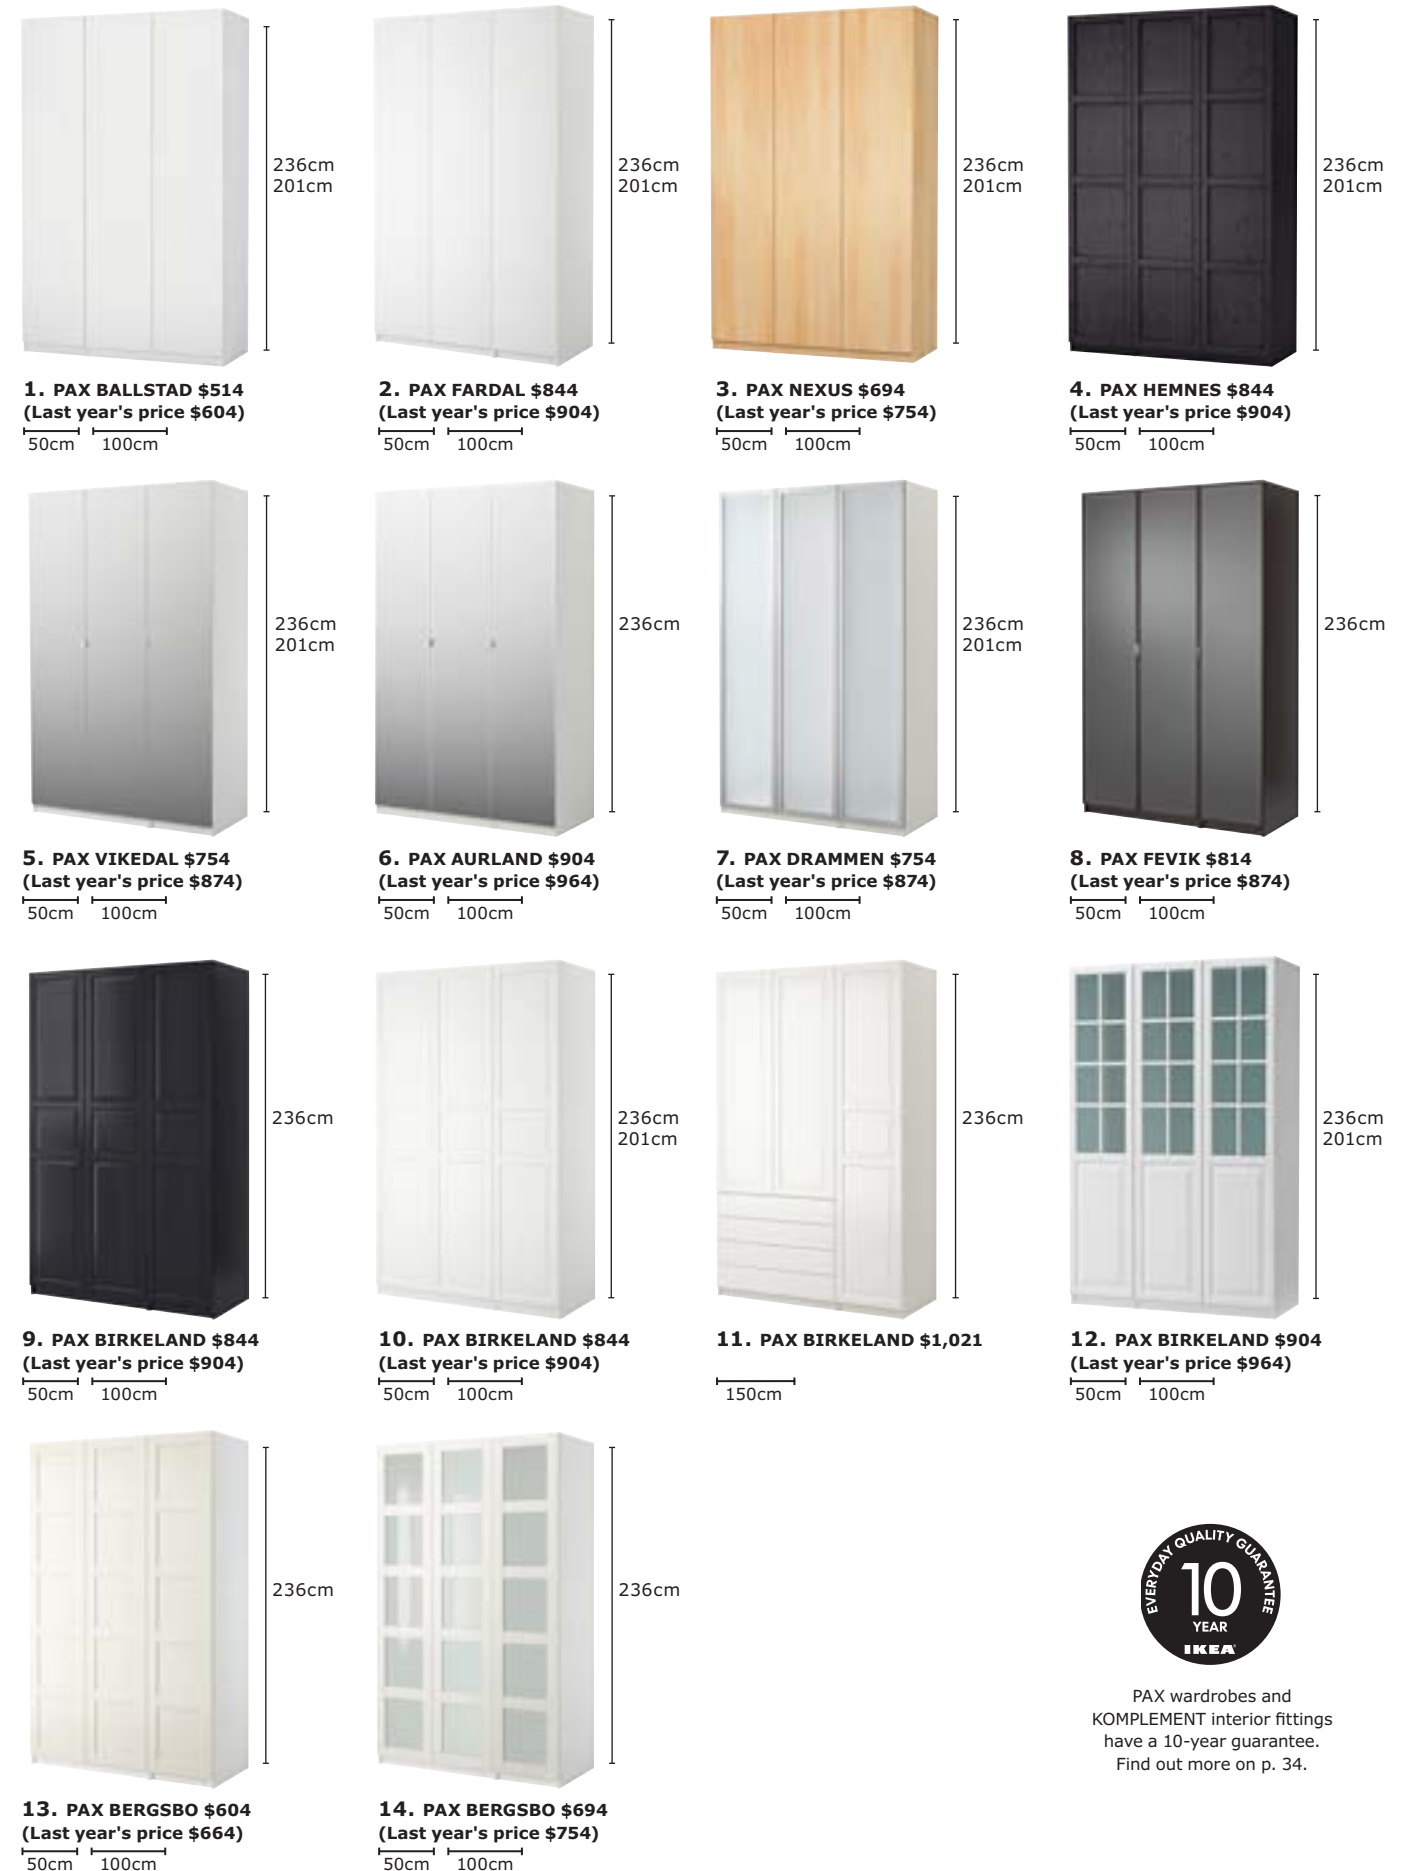 236cm
201cm
236cm
201cm
236cm
201cm
236cm
201cm
1. PAX BALLSTAD $514
(Last year's price $604)
50cm 100cm
2. PAX FARDAL $844
(Last year's price $904)
50cm 100cm
3. PAX NEXUS $694
(Last year's price $754)
50cm 100cm
4. PAX HEMNES $844
(Last year's price $904)
50cm 100cm
236cm
201cm
236cm
236cm
201cm
236cm
5. PAX VIKEDAL $754
(Last year's price $874)
50cm 100cm
6. PAX AURLAND $904
(Last year's price $964)
50cm 100cm
7. PAX DRAMMEN $754
(Last year's price $874)
50cm 100cm
8. PAX FEVIK $814
(Last year's price $874)
50cm 100cm
236cm
236cm
201cm
236cm
236cm
201cm
9. PAX BIRKELAND $844
(Last year's price $904)
50cm 100cm
10. PAX BIRKELAND $844
(Last year's price $904)
50cm 100cm
11. PAX BIRKELAND $1,021
150cm
12. PAX BIRKELAND $904
(Last year's price $964)
50cm 100cm
236cm
236cm
13. PAX BERGSBO $604
(Last year's price $664)
50cm 100cm
14. PAX BERGSBO $694
(Last year's price $754)
50cm 100cm
EVERYDAY QUALITY GUARANTEE
10
YEAR
IKEA
PAX wardrobes and
KOMPLEMENT interior fittings
have a 10-year guarantee.
Find out more on p. 34.